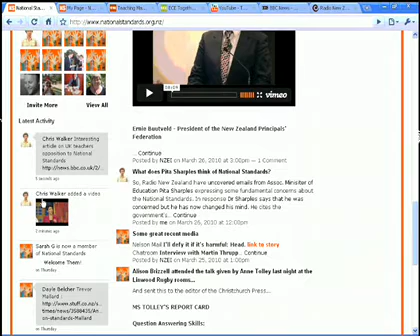 National St
My Page - N
Teaching Ma
ECE Togeth
YouTube - T
BBC News -
Radio New Z
http://www.nationalstandards.org.nz/
Invite More
View All
vimeo
Latest Activity
Chris Walker Interesting
article on UK teachers
opposition to National
Standards
http://news.bbc.co.uk/2/...
Chris Walker added a video
Sarah G is now a member
of National Standards
Welcome Them!
on Thursday
Dayle Belcher Trevor
Mallard :
http://www.stuff.co.nz/s
times/3508435/An
-standards-Mallard
Ernie Buutveld - President of the New Zealand Principals'
Federation
... Continue
Posted by NZEI on March 26, 2010 at 3:00pm — 1 Comment
What does Pita Sharples think of National Standards?
So, Radio New Zealand have uncovered emails from Assoc. Minister of
Education Pita Sharples expressing some fundamental concerns about
the National Standards. In response Dr Sharples says that he was
concerned but he has now changed his mind. He cites the
government's... Continue
Posted by me on March 26, 2010 at 12:00pm
Some great recent media
Nelson Mail I'll defy it if it's harmful: Head. link to story
Chatroom with Martin Thrupp... Continue
Posted by NZEI on March 25, 2010 at 1:00pm
Alison Brizzell attended the talk given by Anne Tolley last night at the
Linwood Rugby rooms.
And sent this to the editor of the Christchurch Press...
MS TOLLEY'S REPORT CARD
Question Answering Skills: